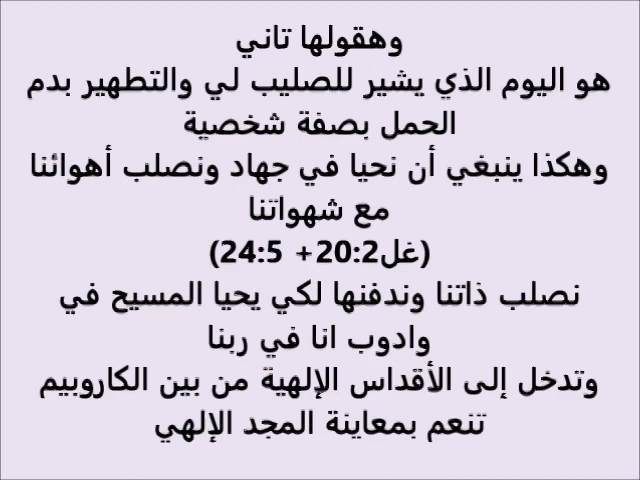 وهقولها تاني
هو اليوم الذي يشير للصليب لي والتطهير بدم
الحمل بصفة شخصية
وهكذا ينبغي أن نحيا في جهاد ونصلب أهوائنا
مع شهواتنا
(غل20:2+ 24:5)
نصلب ذاتنا وندفنها لكي يحيا المسيح في
وادوب انا في ربنا
وتدخل إلى الأقداس الإلهية من بين الكاروبيم
تنعم بمعاينة المجد الإلهي